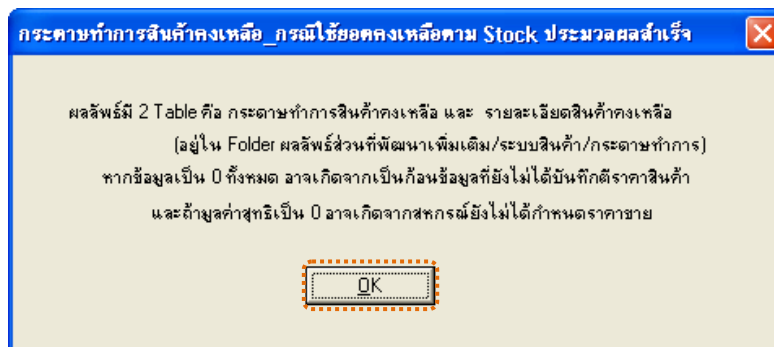 กระดาษทำการสินค้าคงเหลือ_กรณีใช้ยอดคงเหลือตาม Stock ประมวลผลสำเร็จ
ผลลัพธ์มี 2 Table คือ กระดาษทำการสินค้าคงเหลือ และ รายละเอียดสินค้าคงเหลือ
(อยู่ใน Folder ผลลัพธ์ส่วนที่พัฒนาเพิ่มเติม/ระบบสินค้า/กระดาษทำการ)
หากข้อมูลเป็น 0 ทั้งหมด อาจเกิดจากเป็นก้อนข้อมูลที่ยังไม่ได้บันทึกตีราคาสินค้า
และถ้ามูลค่าสุทธิเป็น 0 อาจเกิดจากสหกรณ์ยังไม่ได้กำหนดราคาขาย
OK